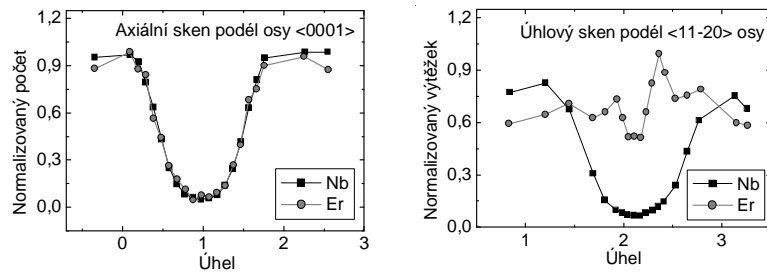 Axiální sken podél osy <0001>
Normalizovaný počet
1,2
0,9
0,6
0,3
0,0
Nb
Er
0
1
2
3
Úhel
Úhlový sken podél <11-20> osy
Normalizovaný výtěžek
1,2
0,9
0,6
0,3
0,0
Nb
Er
1
2
3
Úhel